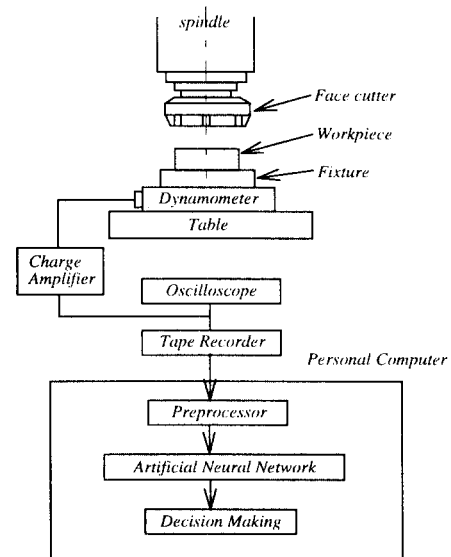 spindle
Face cutter
Workpiece
Fixture
Dynamometer
Table
Charge
Amplifier
Oscilloscope
Tape Recorder
Personal Computer
Preprocessor
Artificial Neural Network
Decision Making